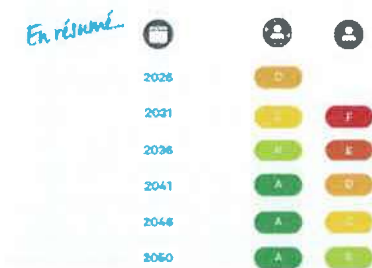 En résumé...
2026 D
2031 C F
2036 B E
2041 A D
2046 A C
2050 A B